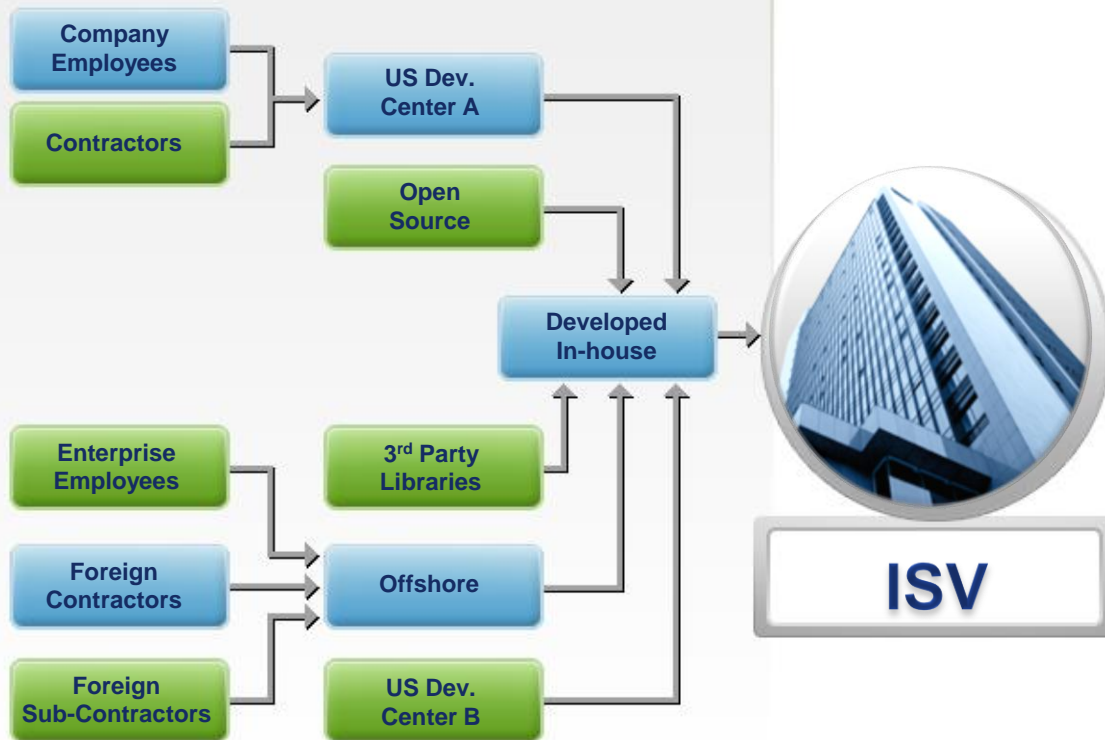 Company
Employees
Contractors
US Dev.
Center A
Open
Source
Developed
In-house
Enterprise
Employees
3rd Party
Libraries
Foreign
Contractors
Offshore
Foreign
Sub-Contractors
US Dev.
Center B
ISV